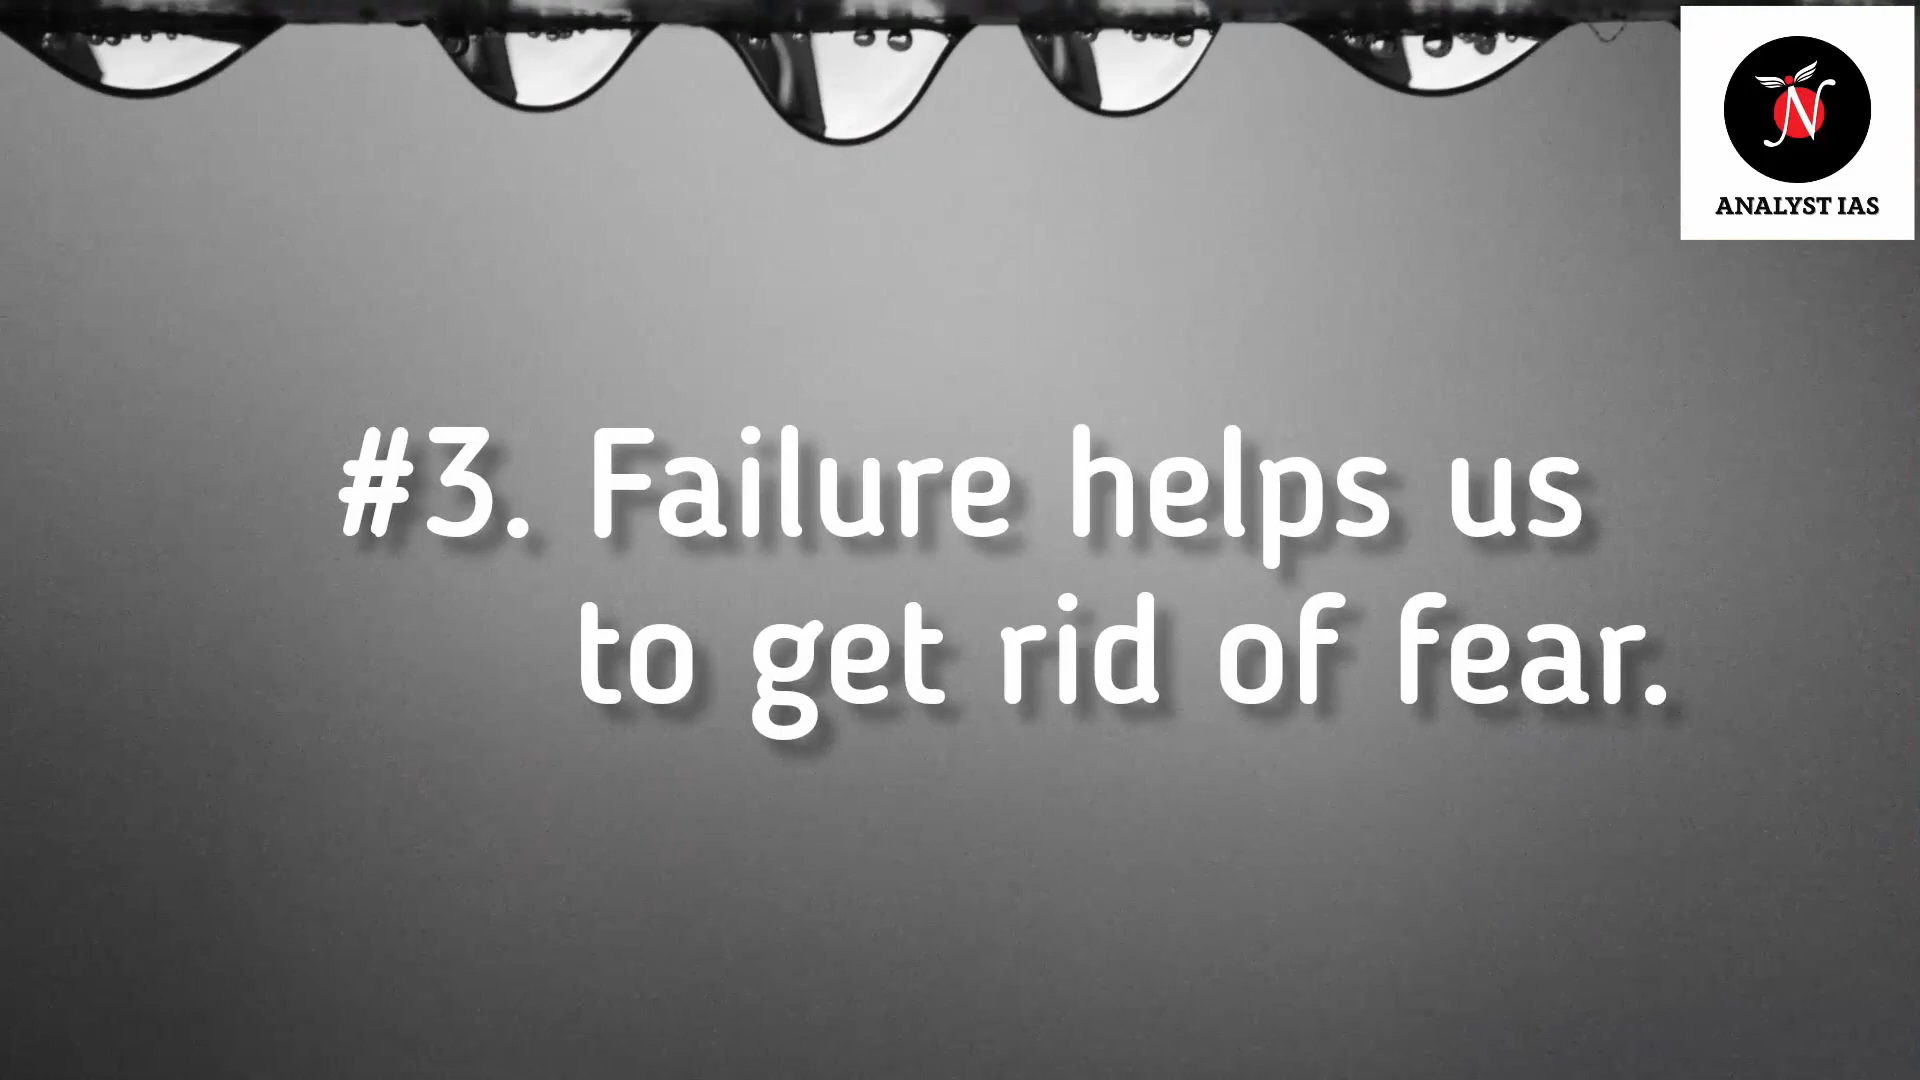 ANALYST IAS
#3. Failure helps us
to get rid of fear.